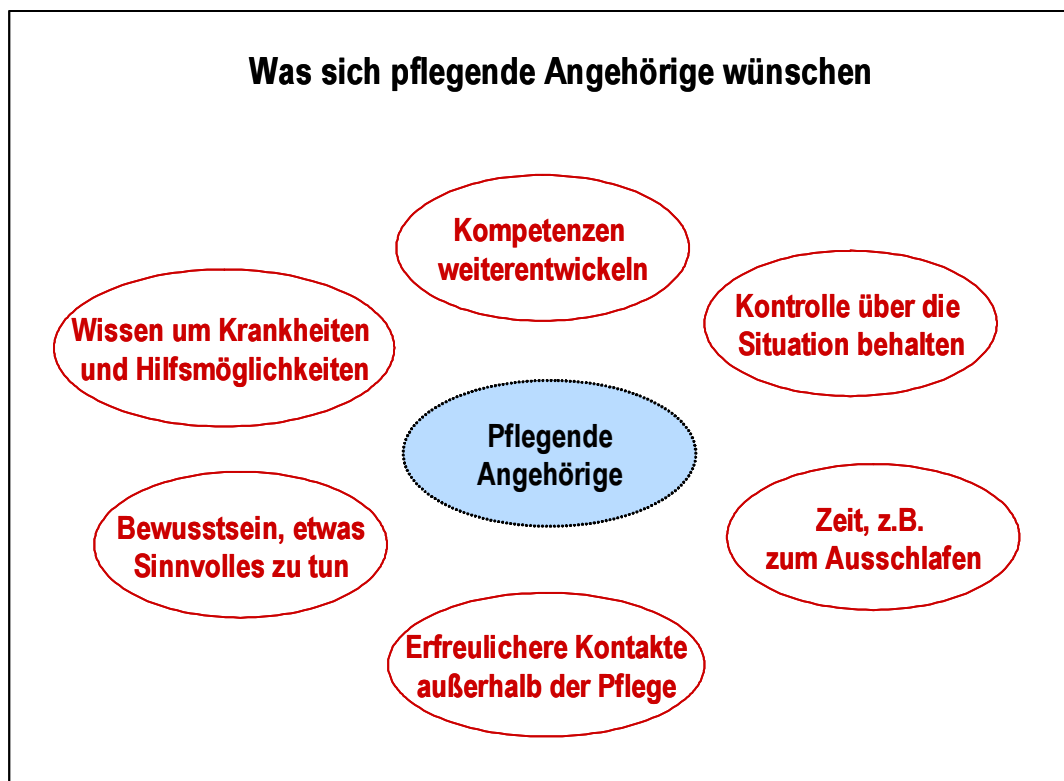 Was sich pflegende Angehörige wünschen
Kompetenzen
weiterentwickeln
Kontrolle über die
Situation behalten
Wissen um Krankheiten
und Hilfsmöglichkeiten
Pflegende
Angehörige
Bewusstsein, etwas
Sinnvolles zu tun
Zeit, z.B.
zum Ausschlafen
Erfreulichere Kontakte
außerhalb der Pflege